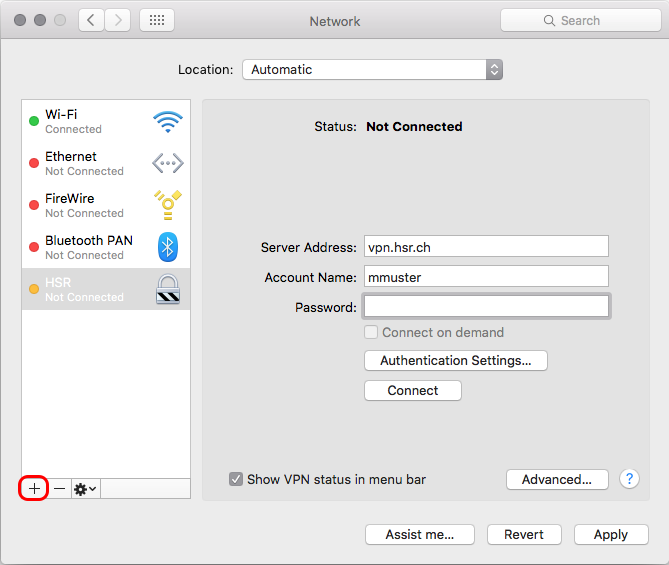 Network
Search
Location: Automatic
Wi-Fi
Connected
Ethernet
Not Connected
FireWire
Not Connected
Bluetooth PAN
Not Connected
HSR
Not Connected
Status: Not Connected
Server Address: vpn.hsr.ch
Account Name: mmuster
Password:
Connect on demand
Authentication Settings...
Connect
Show VPN status in menu bar
Advanced...
?
Assist me...
Revert
Apply